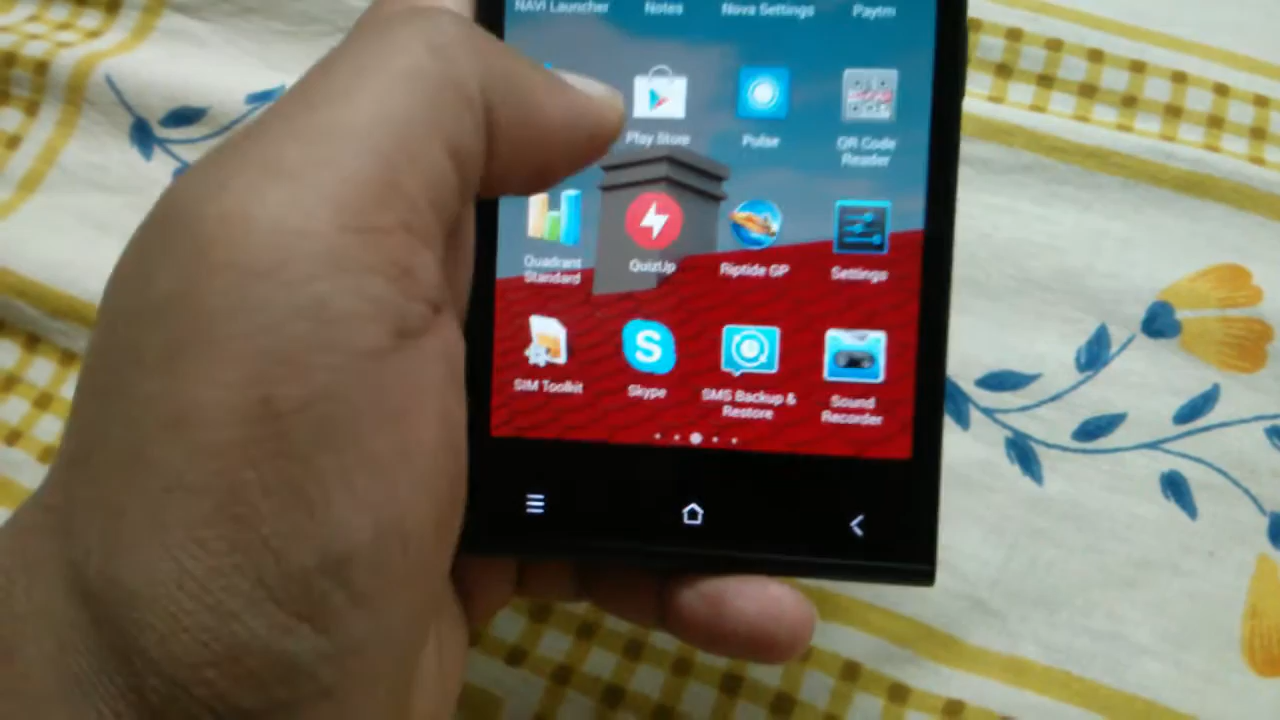 NAVI Launcher
Notes
Nova Settings
Paytm
Play Store
Pulse
QR Code
Reader
Quadrant
Standard
QuizUp
Riptide GP
Settings
SIM Toolkit
S
Skype
SMS Backup &
Restore
Sound
Recorder